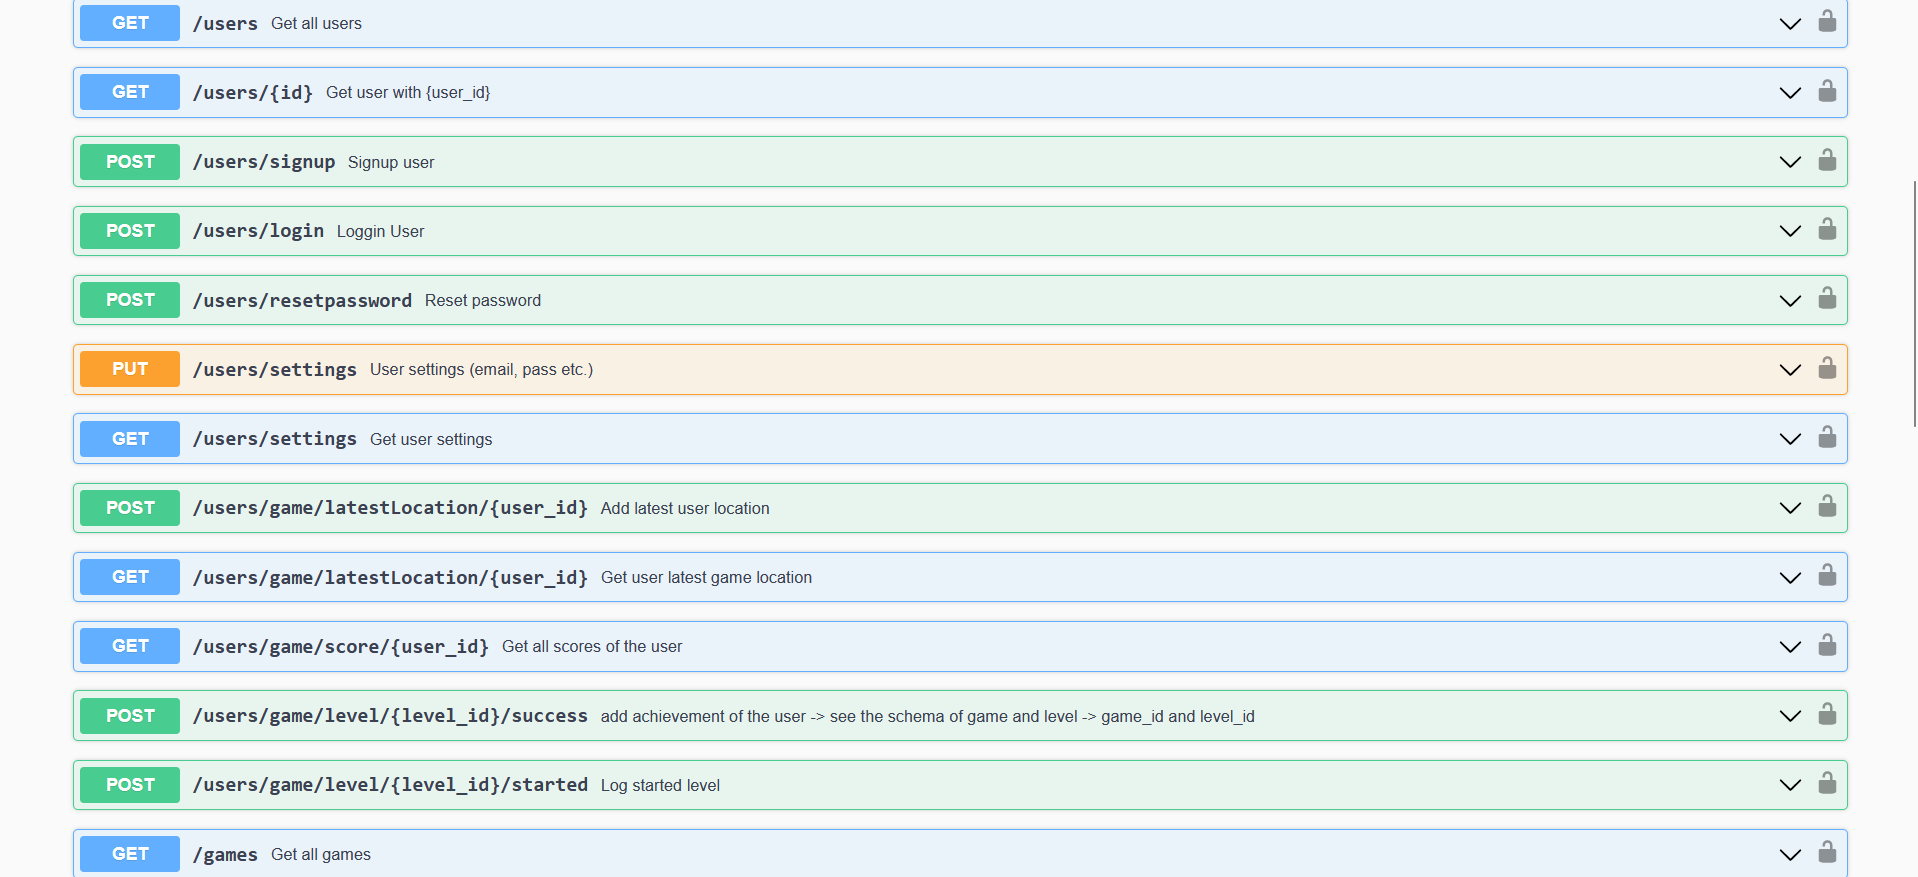 GET /users Get all users
GET /users/{id} Get user with {user_id}
POST /users/signup Signup user
POST /users/login Loggin User
POST /users/resetpassword Reset password
PUT /users/settings User settings (email, pass etc.)
GET /users/settings Get user settings
POST /users/game/latestLocation/{user_id} Add latest user location
GET /users/game/latestLocation/{user_id} Get user latest game location
GET /users/game/score/{user_id} Get all scores of the user
POST /users/game/level/{level_id}/success add achievement of the user -> see the schema of game and level -> game_id and level_id
POST /users/game/level/{level_id}/started Log started level
GET /games Get all games